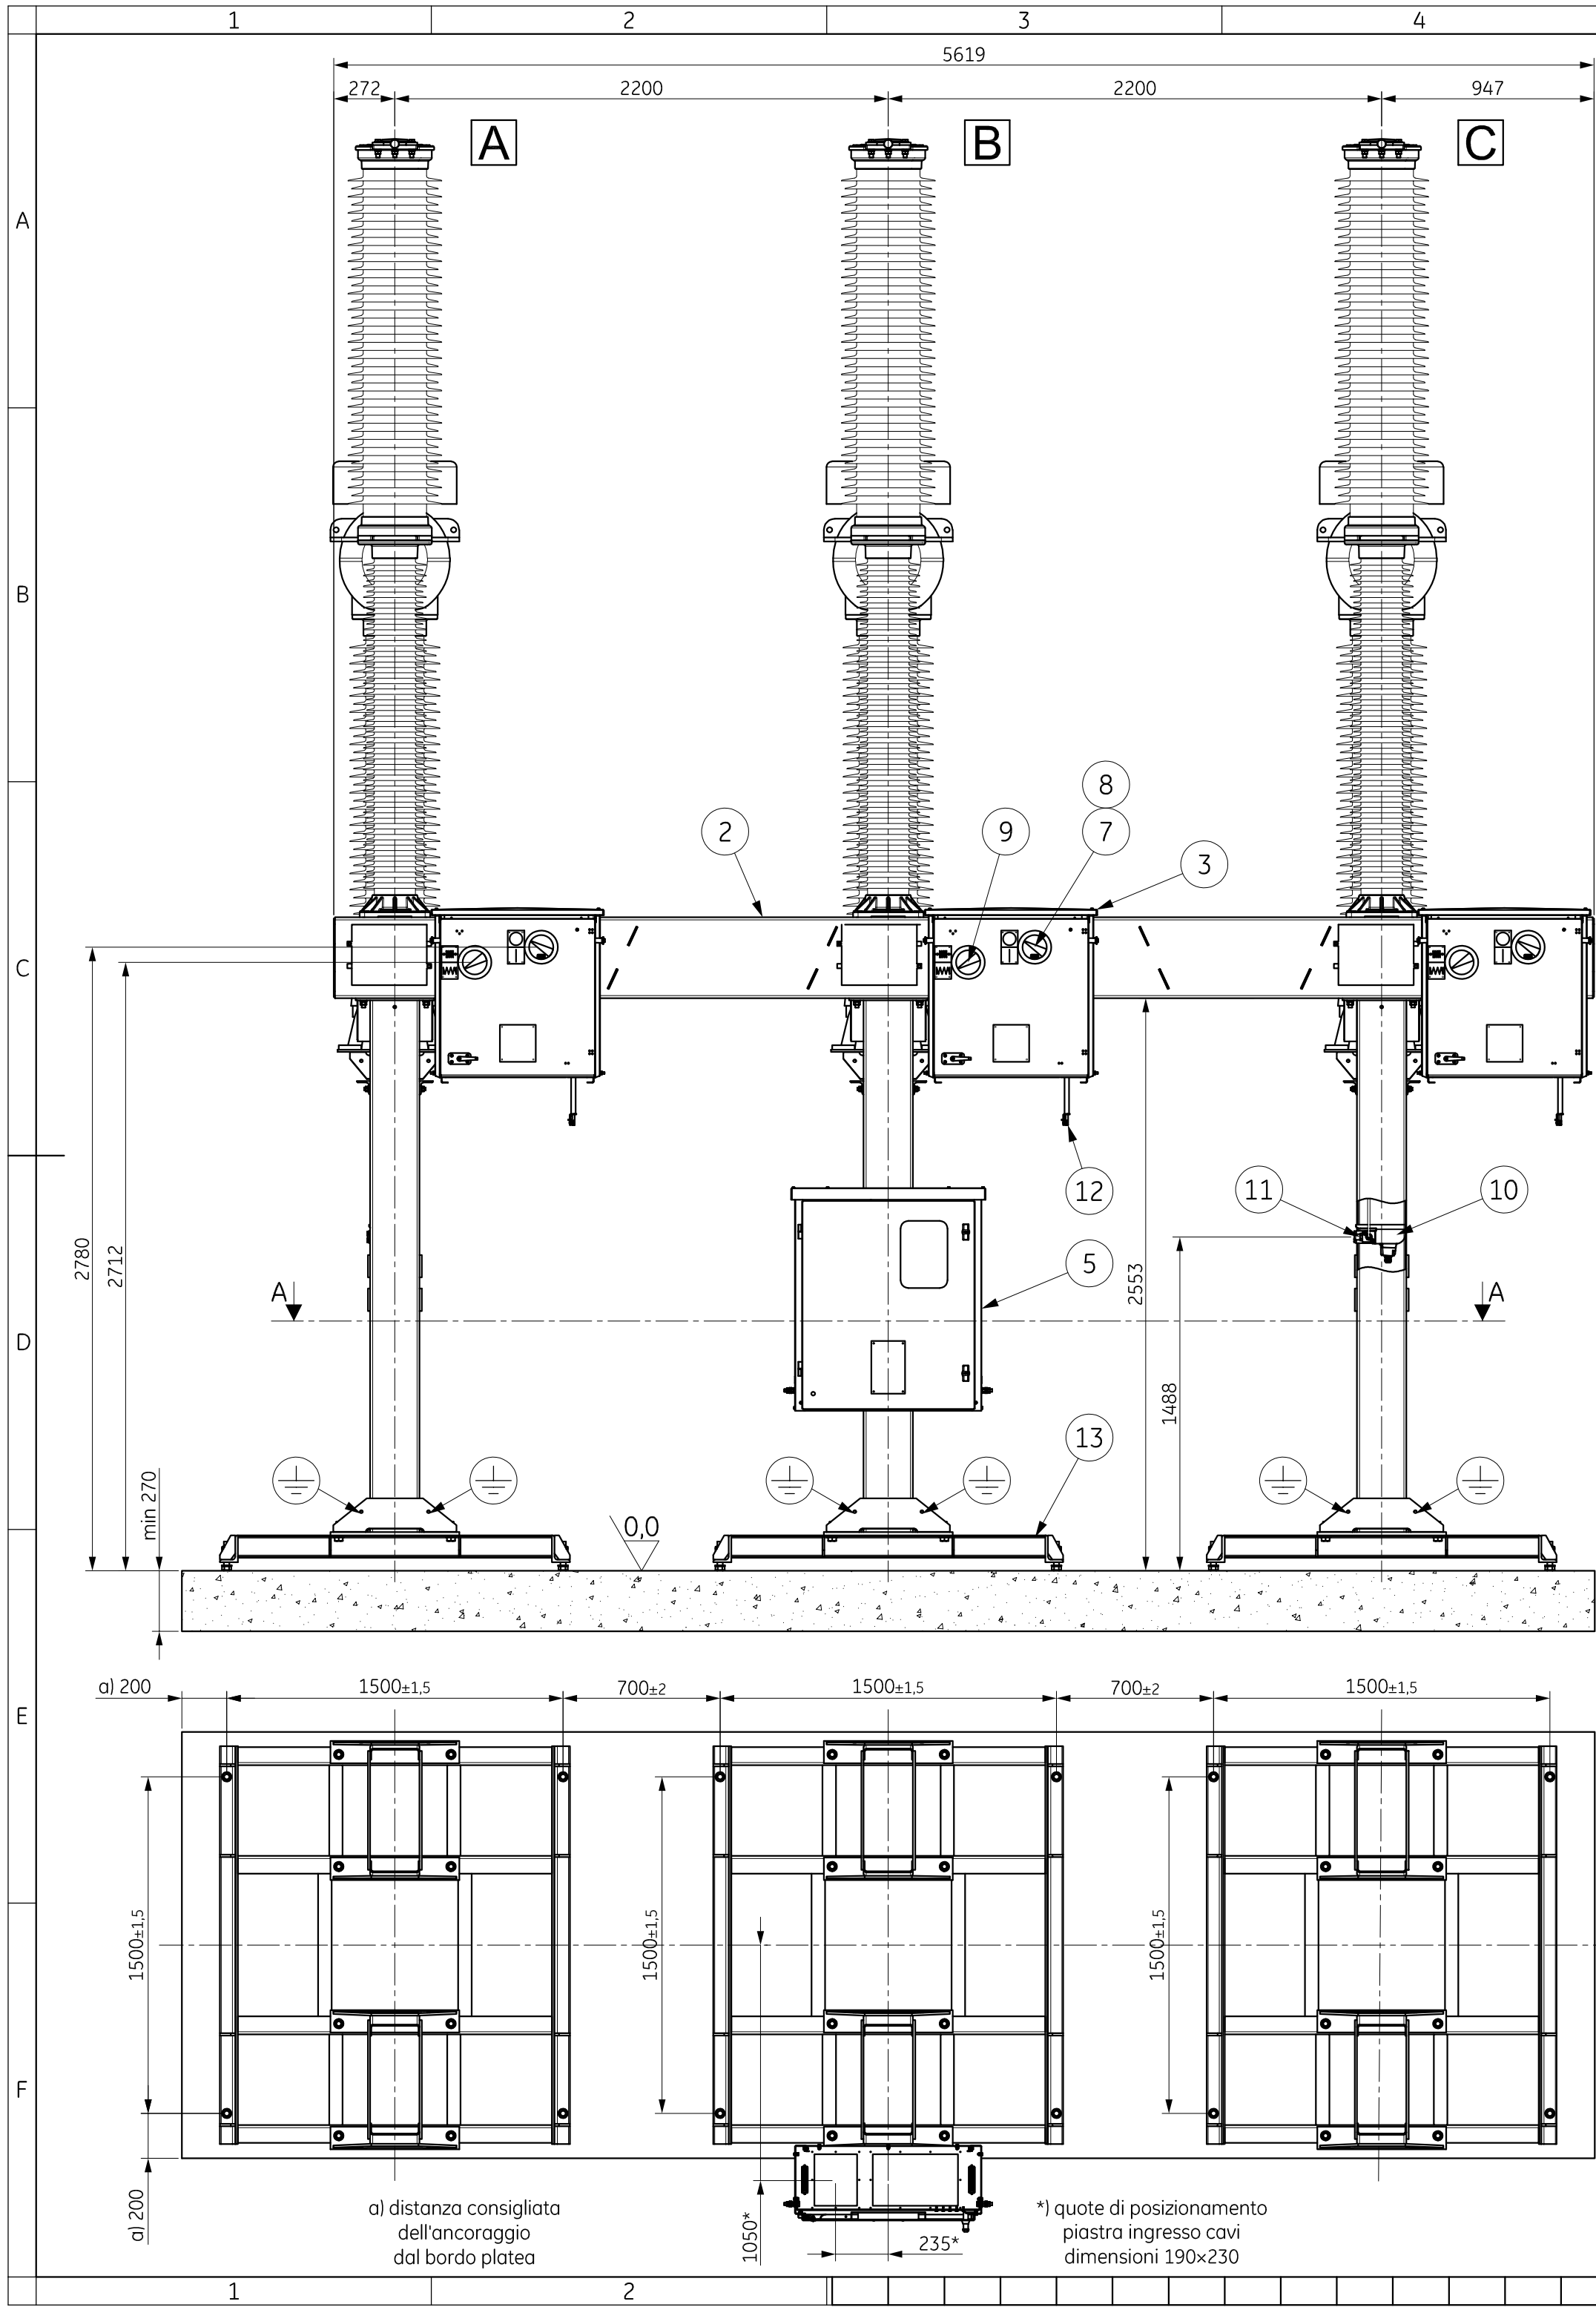 1 2 3 4
5619
272 2200 2200 947
A B C
A
B
8
2 9 7
3
C
12
11 10
5
2780 2712 2553
A A
D
1488
13
min 270
0,0
a) 200 1500±1,5 700±2 1500±1,5 700±2 1500±1,5
E
1500±1,5 1500±1,5 1500±1,5
F
a) 200
a) distanza consigliata
dell'ancoraggio
dal bordo platea
1050*
235*
*) quote di posizionamento
piastra ingresso cavi
dimensioni 190×230
1 2